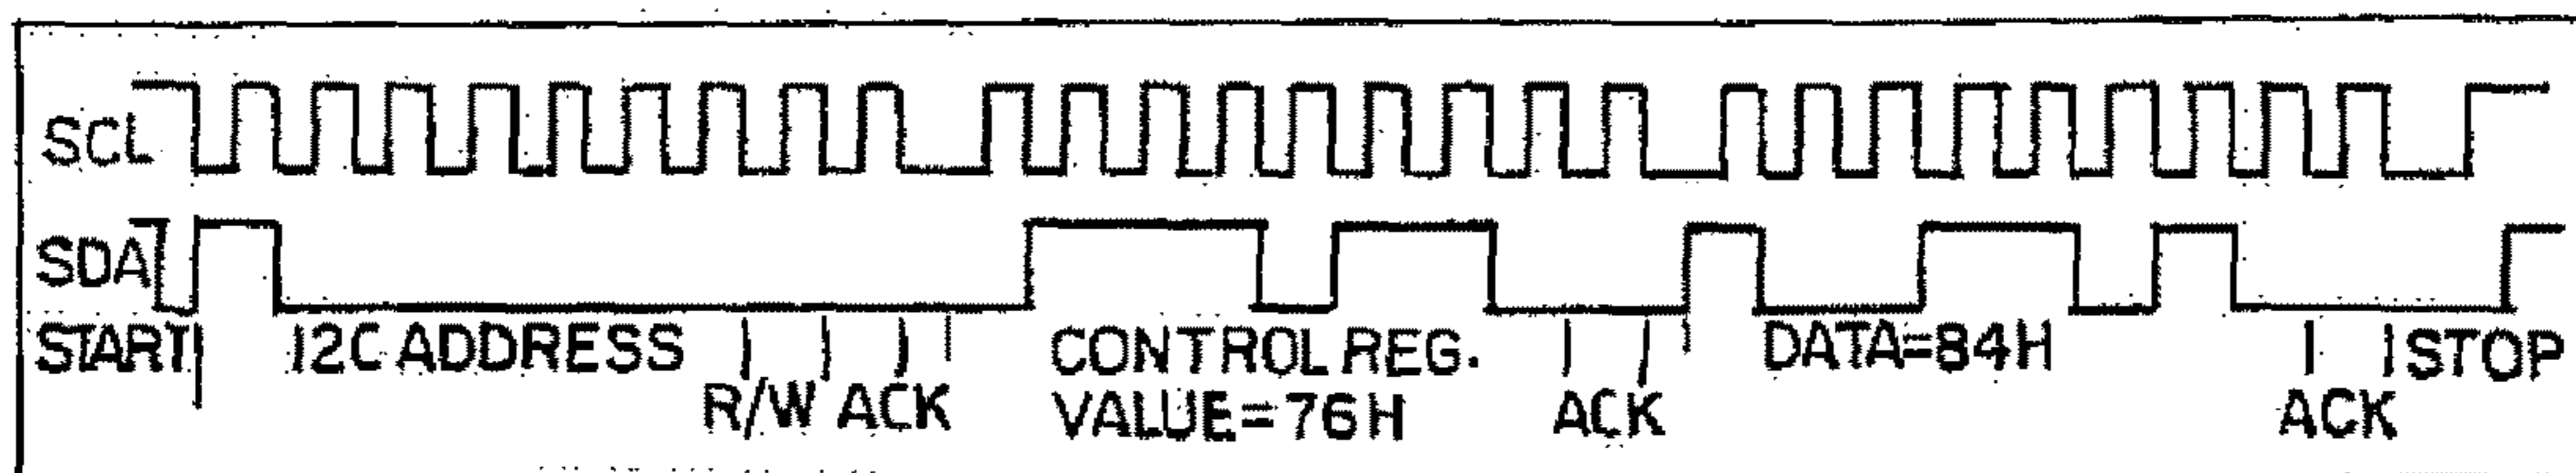 SCL
SDA
START I2C ADDRESS R/W ACK CONTROL REG. VALUE=76H ACK DATA=84H ACK STOP